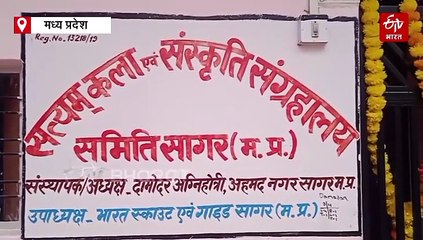 मध्य प्रदेश
ETV
भारत
Reg.No.-13218/19
सत्यम् कला एवं संस्कृति संग्रहालय
समिति सागर (म.प्र.)
संस्थापक/अध्यक्ष- दामोदर अग्निहोत्री, अहमद नगर सागर म.प्र.
उपाध्यक्ष- भारत स्काउट एवं गाइड सागर (म.प्र.)